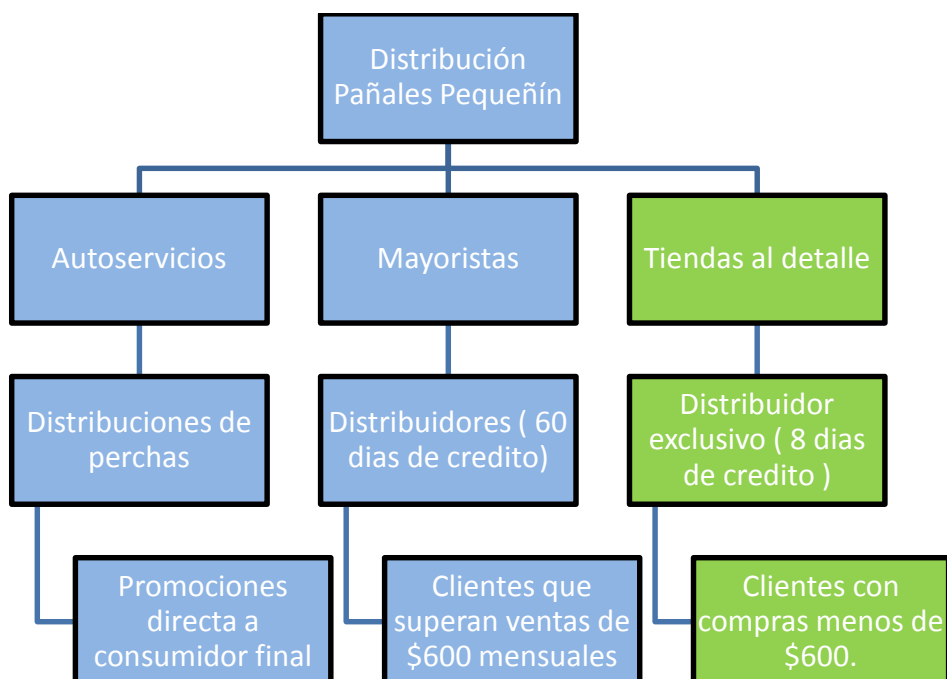 Distribución
Pañales Pequeñín
Autoservicios
Mayoristas
Tiendas al detalle
Distribuciones de
perchas
Distribuidores ( 60
dias de credito)
Distribuidor
exclusivo ( 8 dias
de credito )
Promociones
directa a
consumidor final
Clientes que
superan ventas de
$600 mensuales
Clientes con
compras menos de
$600.